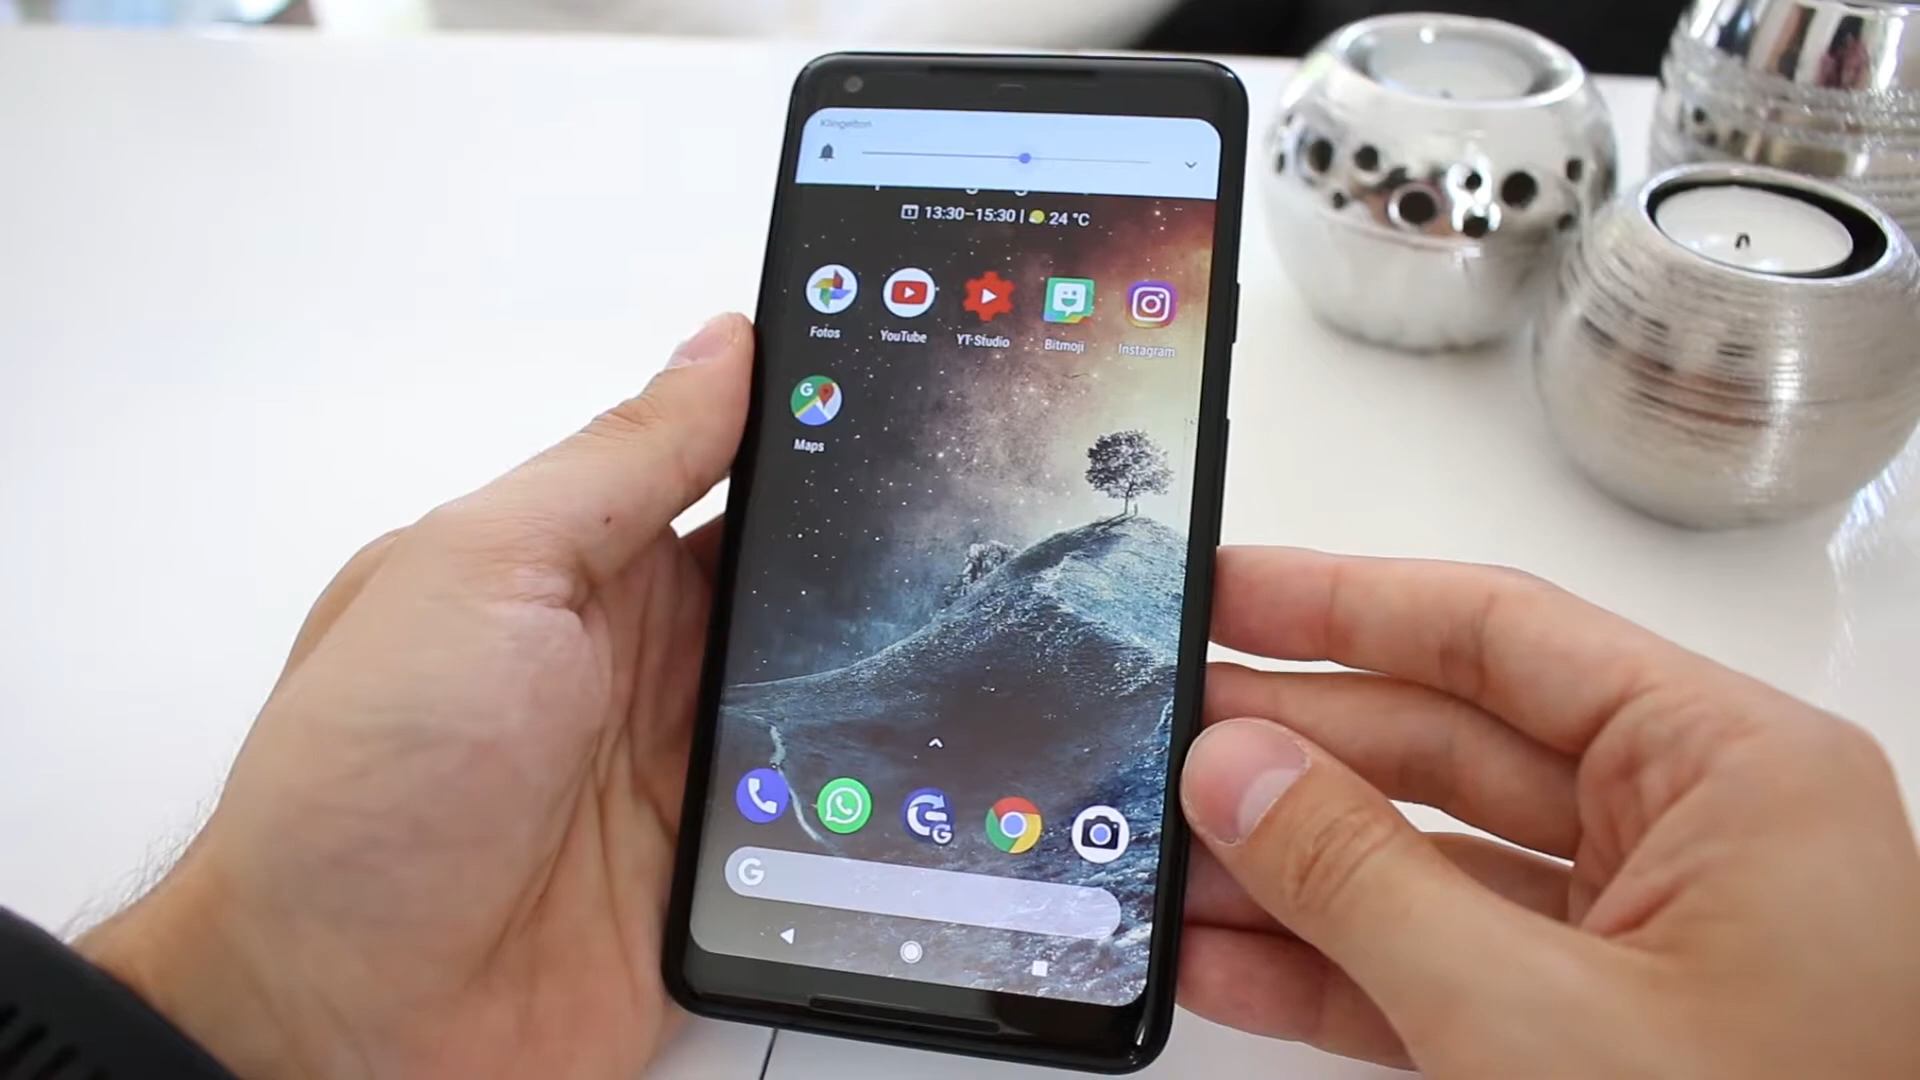 Klingelton
13:30–15:30 | 24 °C
Fotos
YouTube
YT-Studio
Bitmoji
Instagram
Maps